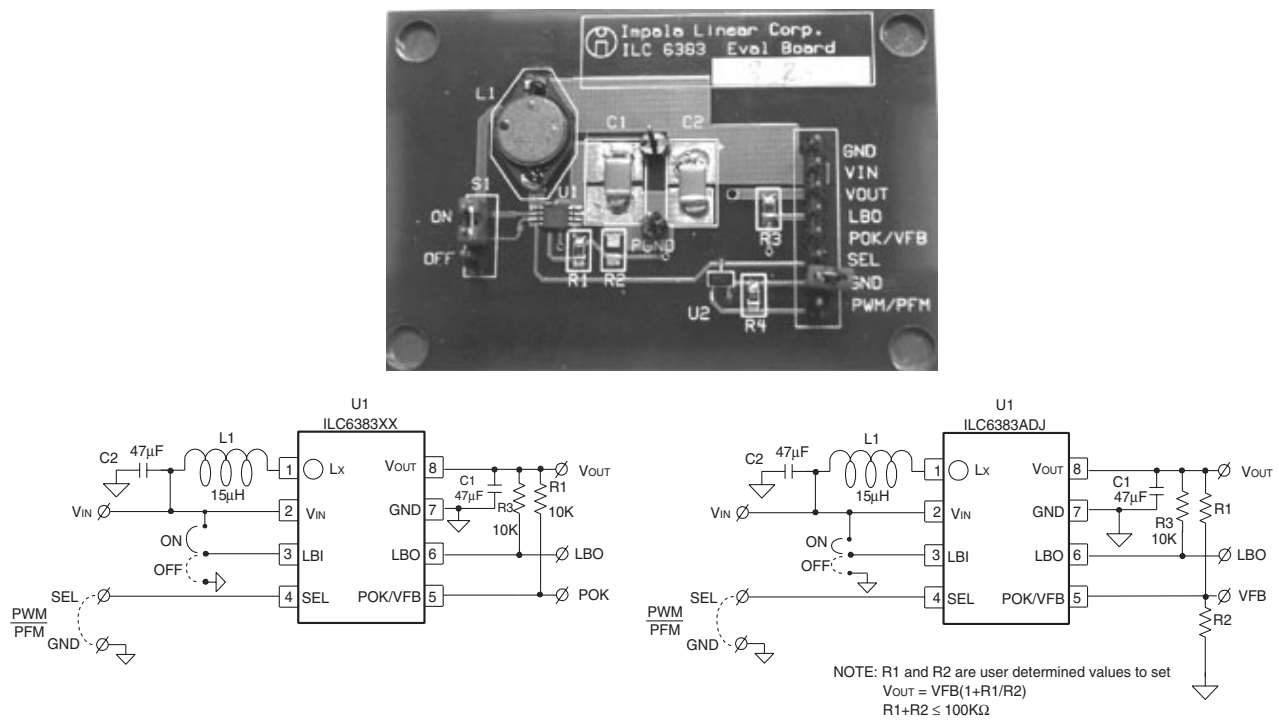 Impala Linear Corp.
ILC 6383 Eval Board
L1
C1
C2
GND
VIN
VOUT
LBO
POK/VFB
SEL
GND
PWM/PFM
S1
ON
OFF
U1
R1
R2
PGND
R3
U2
R4
U1
ILC6383XX
C2
47µF
L1
15µH
1
LX
VOUT
8
C1
47µF
R3
10K
R1
10K
VOUT
VIN
2
VIN
GND
7
ON
OFF
3
LBI
LBO
6
LBO
SEL
4
SEL
POK/VFB
5
POK
PWM
PFM
GND
U1
ILC6383ADJ
C2
47µF
L1
15µH
1
LX
VOUT
8
C1
47µF
R3
10K
R1
VOUT
VIN
2
VIN
GND
7
ON
OFF
3
LBI
LBO
6
LBO
SEL
4
SEL
POK/VFB
5
VFB
R2
PWM
PFM
GND
NOTE: R1 and R2 are user determined values to set
VOUT = VFB(1+R1/R2)
R1+R2 ≤ 100KΩ